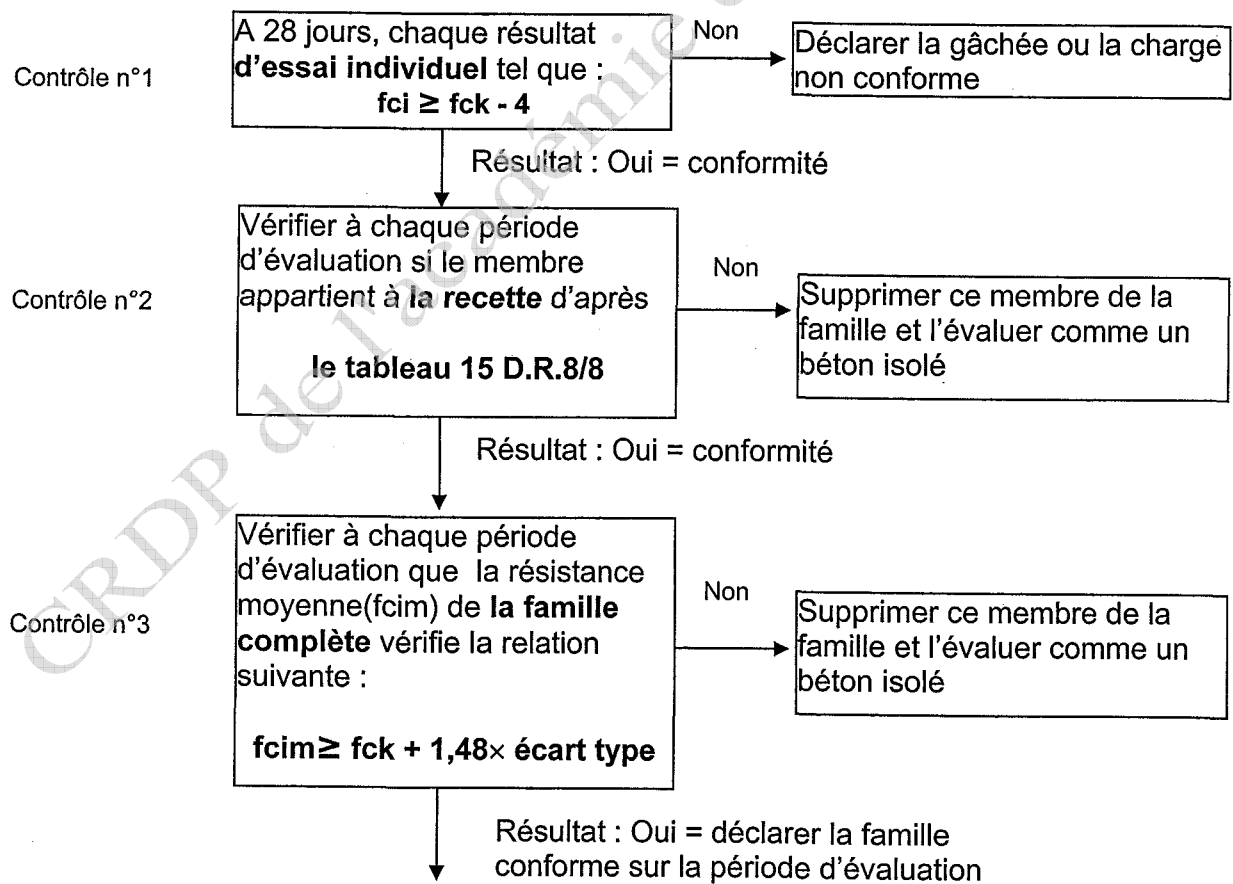 A 28 jours, chaque résultat
d'essai individuel tel que :
fci ≥ fck - 4
Non
Déclarer la gâchée ou la charge
non conforme
Contrôle n°1
Résultat : Oui = conformité
Vérifier à chaque période
d'évaluation si le membre
appartient à la recette d'après
le tableau 15 D.R.8/8
Non
Supprimer ce membre de la
famille et l'évaluer comme un
béton isolé
Contrôle n°2
Résultat : Oui = conformité
Vérifier à chaque période
d'évaluation que la résistance
moyenne(fcim) de la famille
complète vérifie la relation
suivante :
fcim≥ fck + 1,48× écart type
Non
Supprimer ce membre de la
famille et l'évaluer comme un
béton isolé
Contrôle n°3
Résultat : Oui = déclarer la famille
conforme sur la période d'évaluation
CRDP de l'académie